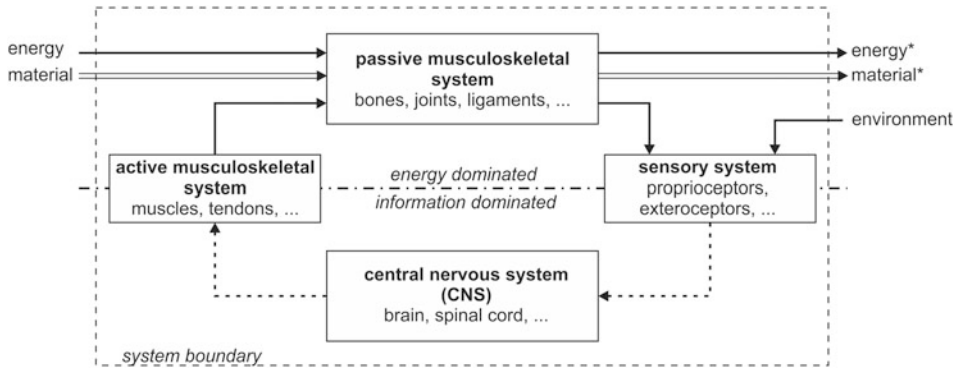 energy
material
passive musculoskeletal
system
bones, joints, ligaments, ...
energy*
material*
environment
active musculoskeletal
system
muscles, tendons, ...
energy dominated
information dominated
sensory system
proprioceptors,
exteroceptors, ...
central nervous system
(CNS)
brain, spinal cord, ...
system boundary